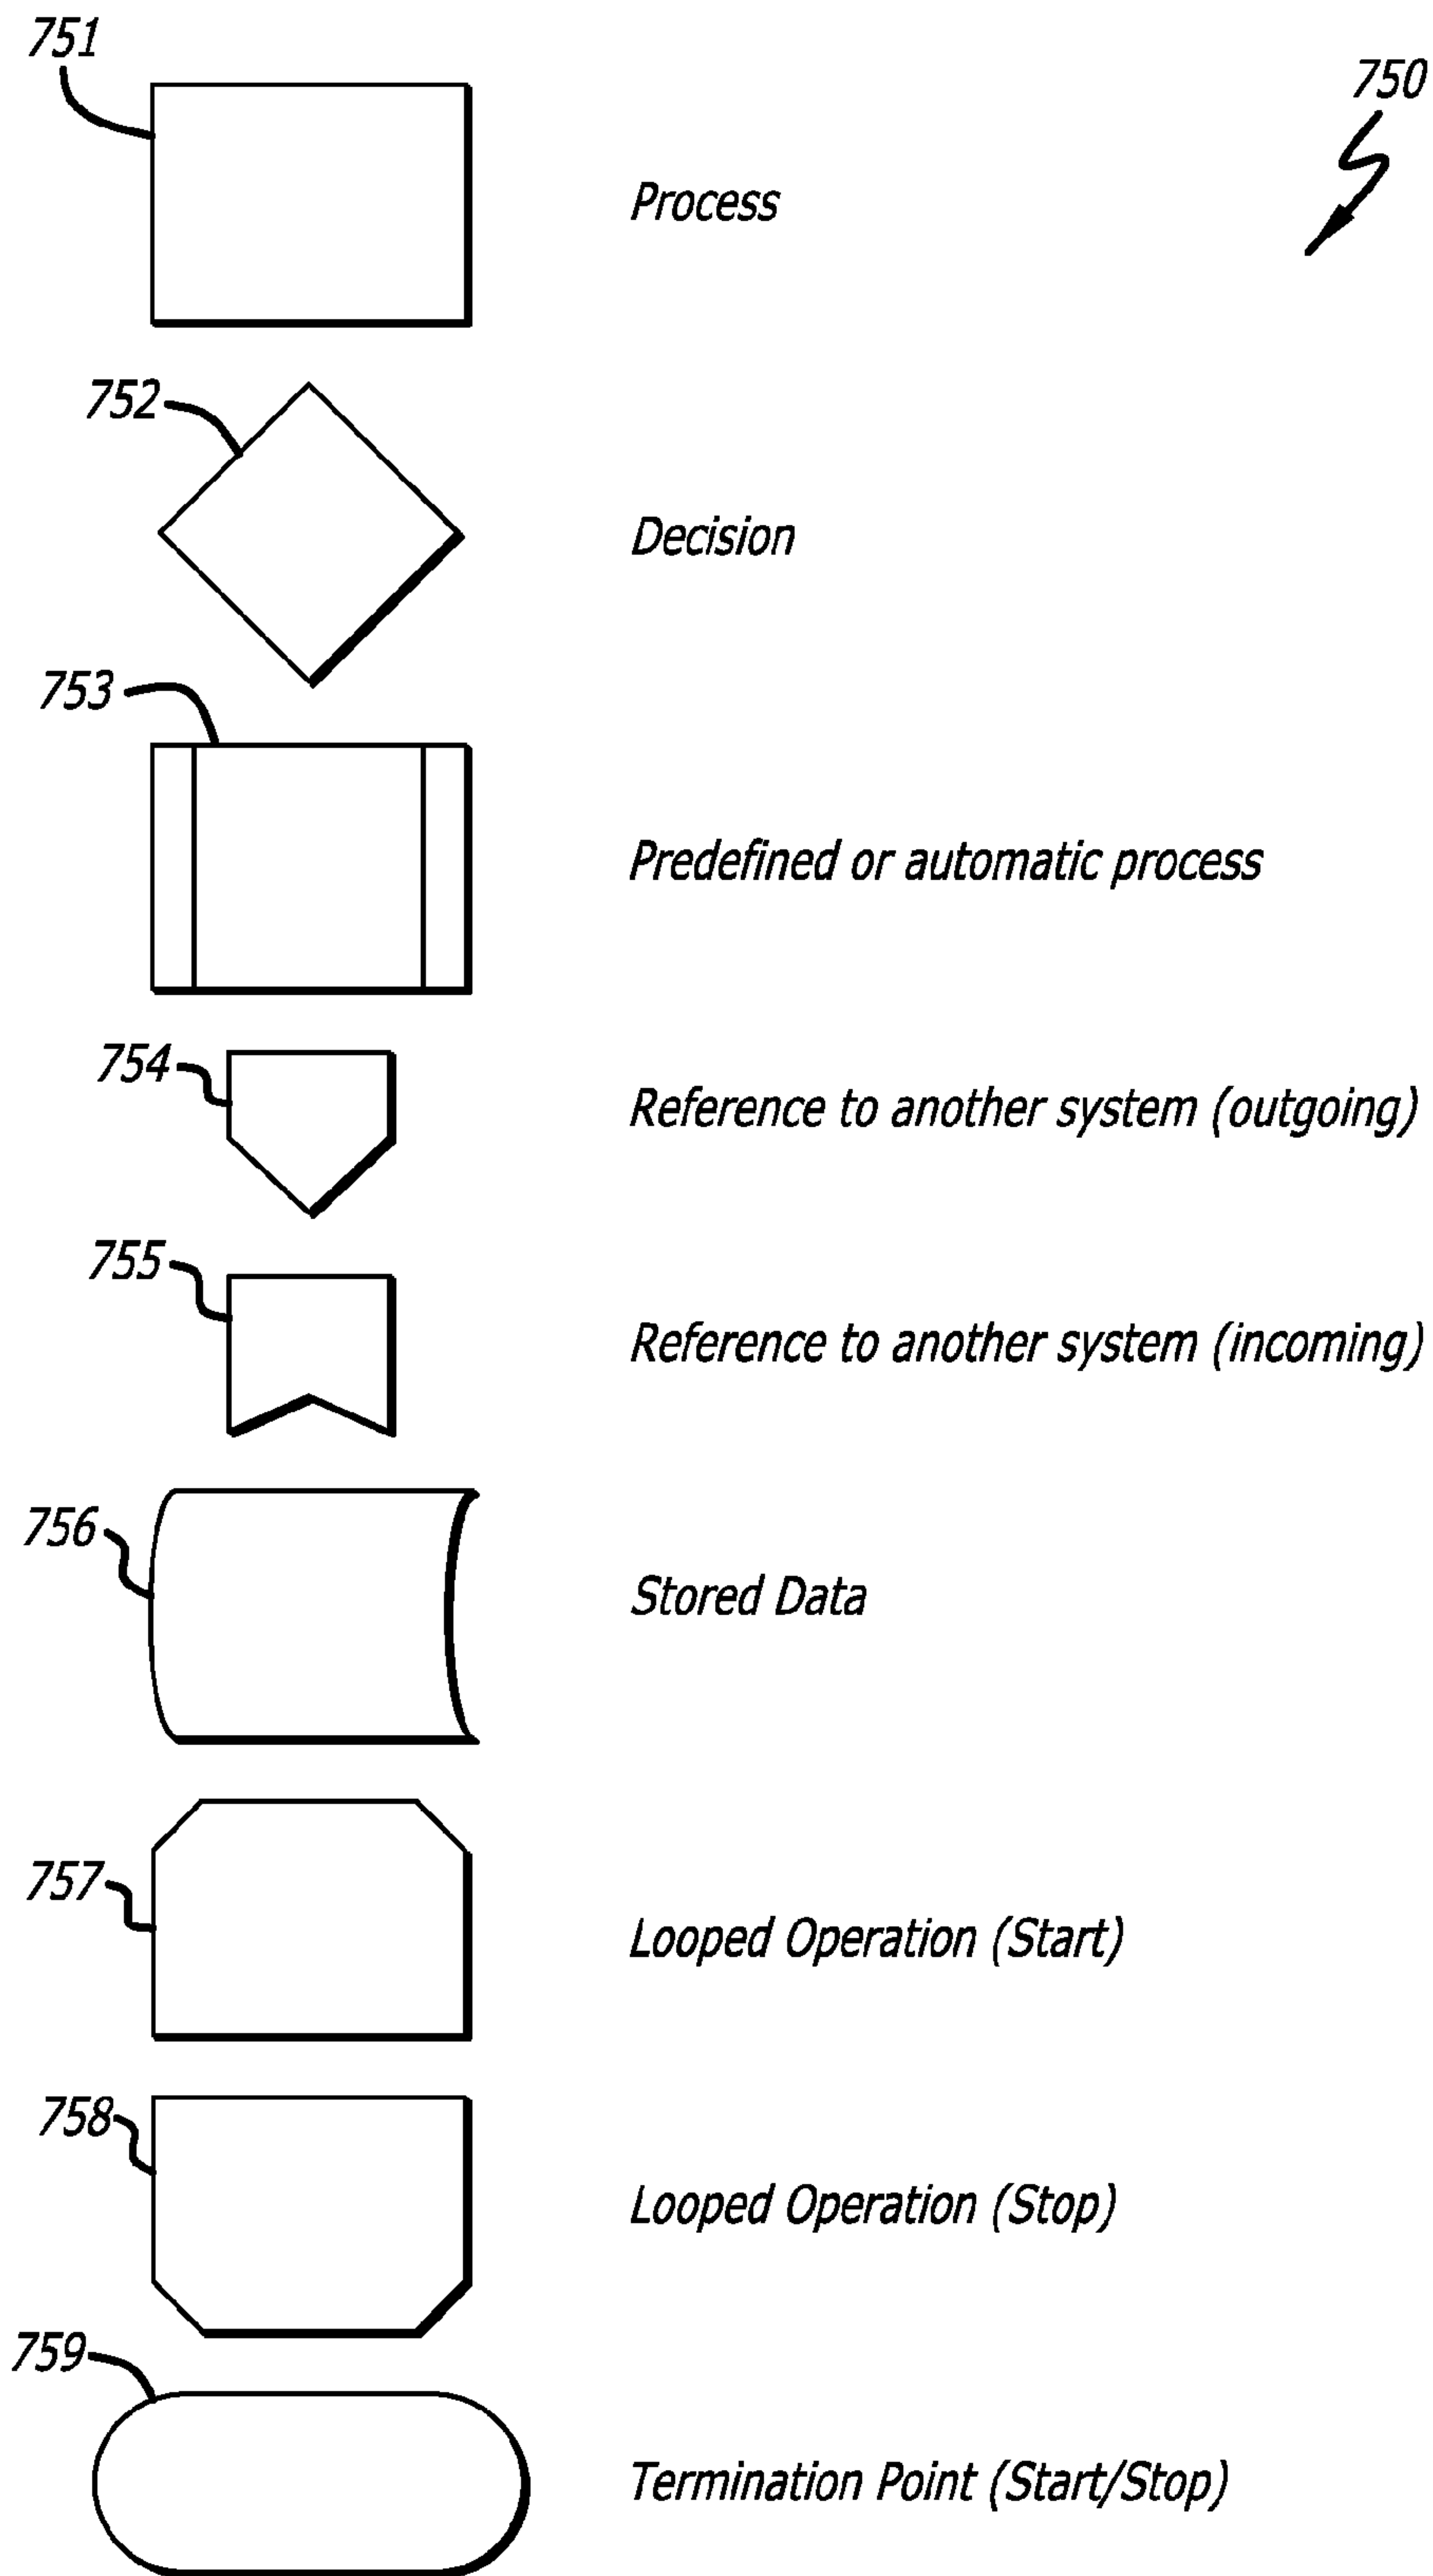 751
750
Process
752
Decision
753
Predefined or automatic process
754
Reference to another system (outgoing)
755
Reference to another system (incoming)
756
Stored Data
757
Looped Operation (Start)
758
Looped Operation (Stop)
759
Termination Point (Start/Stop)